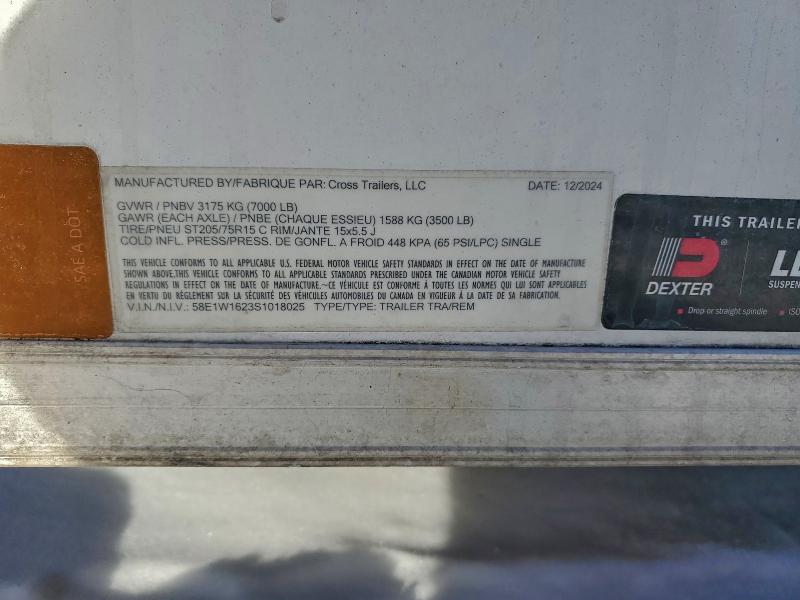 MANUFACTURED BY/FABRIQUE PAR: Cross Trailers, LLC DATE: 12/2024
GVWR / PNBV 3175 KG (7000 LB)
GAWR (EACH AXLE) / PNBE (CHAQUE ESSIEU) 1588 KG (3500 LB)
TIRE/PNEU ST205/75R15 C RIM/JANTE 15x5.5 J
COLD INFL. PRESS/PRESS. DE GONFL. A FROID 448 KPA (65 PSI/LPC) SINGLE
THIS VEHICLE CONFORMS TO ALL APPLICABLE U.S. FEDERAL MOTOR VEHICLE SAFETY STANDARDS IN EFFECT ON THE DATE OF MANUFACTURE
SHOWN ABOVE.THIS VEHICLE CONFORMS TO ALL APPLICABLE STANDARDS PRESCRIBED UNDER THE CANADIAN MOTOR VEHICLE SAFETY
REGULATIONS IN EFFECT ON THE DATE OF MANUFACTURE.~CE VÉHICULE EST CONFORME À TOUTES LES NORMES QUI LUI SONT APPLICABLES
EN VERTU DU RÈGLEMENT SUR LA SÉCURITÉ DES VÉHICULES AUTOMOBILES DU CANADA EN VIGUEUR À LA DATE DE SA FABRICATION.
V.I.N./N.I.V.: 58E1W1623S1018025 TYPE/TYPE: TRAILER TRA/REM
SAE A DOT
THIS TRAILE
DEXTER
LE
SUSPEN
Drop or straight spindle
ISO